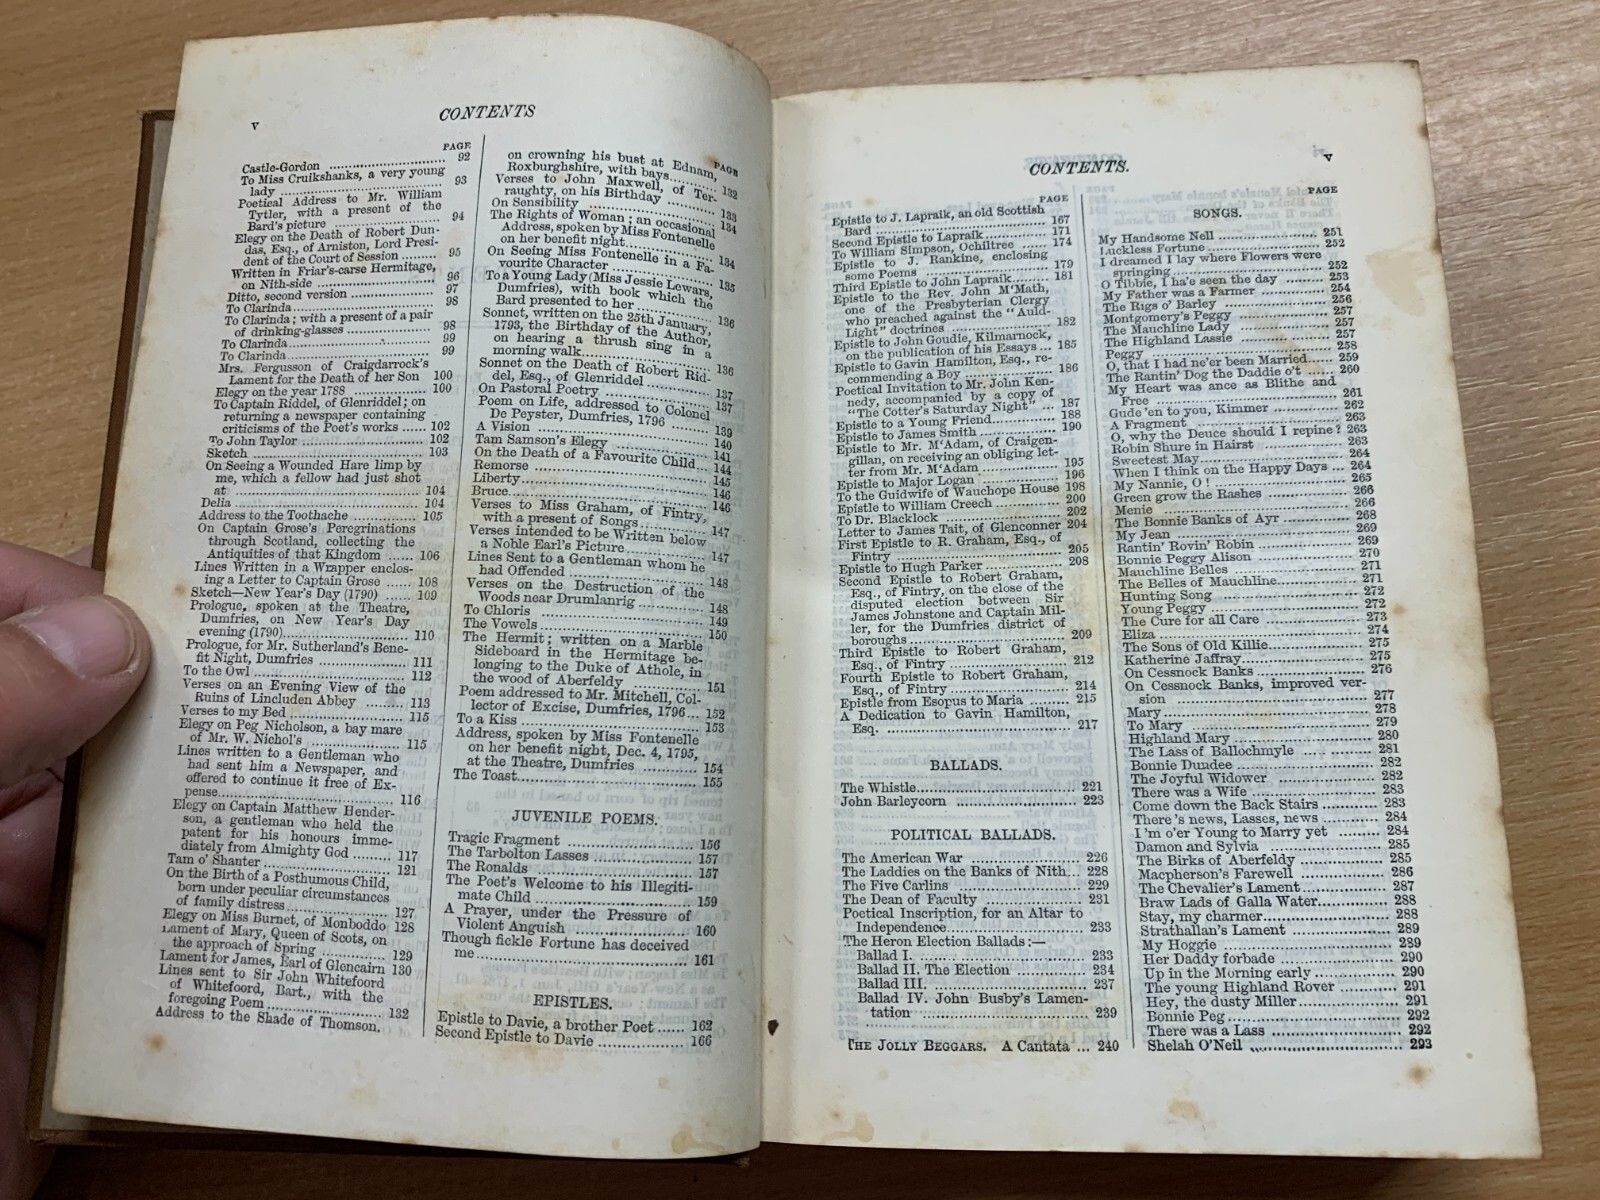 CONTENTS
v
PAGE
Castle-Gordon ........ 92
To Miss Cruikshanks, a very young
lady ........ 93
Poetical Address to Mr. William
Tytler, with a present of the
Bard's picture ........ 94
Elegy on the Death of Robert Dun-
das, Esq., of Arniston, Lord Presi-
dent of the Court of Session ........ 95
Written in Friar's-carse Hermitage,
on Nith-side ........ 96
Ditto, second version ........ 97
To Clarinda ........ 98
To Clarinda; with a present of a pair
of drinking-glasses ........ 98
To Clarinda ........ 99
To Clarinda ........ 99
Mrs. Fergusson of Craigdarrock's
Lament for the Death of her Son 100
Elegy on the year 1788 ........ 100
To Captain Riddel, of Glenriddel; on
returning a newspaper containing
criticisms of the Poet's works ...... 102
To John Taylor ........ 102
Sketch ........ 103
On Seeing a Wounded Hare limp by
me, which a fellow had just shot
at ........ 104
Delia ........ 104
Address to the Toothache ........ 105
On Captain Grose's Peregrinations
through Scotland, collecting the
Antiquities of that Kingdom ...... 106
Lines Written in a Wrapper enclos-
ing a Letter to Captain Grose ...... 108
Sketch—New Year's Day (1790) ...... 109
Prologue, spoken at the Theatre,
Dumfries, on New Year's Day
evening (1790) ........ 110
Prologue, for Mr. Sutherland's Bene-
fit Night, Dumfries ........ 111
To the Owl ........ 112
Verses on an Evening View of the
Ruins of Lincluden Abbey ........ 113
Verses to my Bed ........ 115
Elegy on Peg Nicholson, a bay mare
of Mr. W. Nichol's ........ 115
Lines written to a Gentleman who
had sent him a Newspaper, and
offered to continue it free of Ex-
pense ........ 116
Elegy on Captain Matthew Hender-
son, a gentleman who held the
patent for his honours imme-
diately from Almighty God ........ 117
Tam o' Shanter ........ 121
On the Birth of a Posthumous Child,
born under peculiar circumstances
of family distress ........ 127
Elegy on Miss Burnet, of Monboddo 128
Lament of Mary, Queen of Scots, on
the approach of Spring ........ 129
Lament for James, Earl of Glencairn 130
Lines sent to Sir John Whitefoord
of Whitefoord, Bart., with the
foregoing Poem ........ 132
Address to the Shade of Thomson,
PAGE
on crowning his bust at Ednam,
Roxburghshire, with bays ........ 132
Verses to John Maxwell, of Ter-
raughty, on his Birthday ........ 133
On Sensibility ........ 134
The Rights of Woman; an occasional
Address, spoken by Miss Fontenelle
on her benefit night ........ 134
On Seeing Miss Fontenelle in a Fa-
vourite Character ........ 135
To a Young Lady (Miss Jessie Lewars,
Dumfries), with book which the
Bard presented to her ........ 136
Sonnet, written on the 25th January,
1793, the Birthday of the Author,
on hearing a thrush sing in a
morning walk ........ 136
Sonnet on the Death of Robert Rid-
del, Esq., of Glenriddel ........ 137
On Pastoral Poetry ........ 137
Poem on Life, addressed to Colonel
De Peyster, Dumfries, 1796 ........ 139
A Vision ........ 140
Tam Samson's Elegy ........ 141
On the Death of a Favourite Child ... 144
Remorse ........ 145
Liberty ........ 146
Bruce ........ 146
Verses to Miss Graham, of Fintry,
with a present of Songs ........ 147
Verses intended to be Written below
a Noble Earl's Picture ........ 147
Lines Sent to a Gentleman whom he
had Offended ........ 148
Verses on the Destruction of the
Woods near Drumlanrig ........ 148
To Chloris ........ 149
The Vowels ........ 150
The Hermit; written on a Marble
Sideboard in the Hermitage be-
longing to the Duke of Athole, in
the wood of Aberfeldy ........ 151
Poem addressed to Mr. Mitchell, Col-
lector of Excise, Dumfries, 1796 ... 152
To a Kiss ........ 153
Address, spoken by Miss Fontenelle
on her benefit night, Dec. 4, 1795,
at the Theatre, Dumfries ........ 154
The Toast ........ 155
JUVENILE POEMS.
Tragic Fragment ........ 156
The Tarbolton Lasses ........ 157
The Ronalds ........ 157
The Poet's Welcome to his Illegiti-
mate Child ........ 159
A Prayer, under the Pressure of
Violent Anguish ........ 160
Though fickle Fortune has deceived
me ........ 161
EPISTLES.
Epistle to Davie, a brother Poet ...... 162
Second Epistle to Davie ........ 166
CONTENTS.
v
PAGE
Epistle to J. Lapraik, an old Scottish
Bard ........ 167
Second Epistle to Lapraik ........ 171
To William Simpson, Ochiltree ...... 174
Epistle to J. Rankine, enclosing
some Poems ........ 179
Third Epistle to John Lapraik ........ 181
Epistle to the Rev. John M'Math,
one of the Presbyterian Clergy
who preached against the "Auld-
Light" doctrines ........ 182
Epistle to John Goudie, Kilmarnock,
on the publication of his Essays ... 185
Epistle to Gavin Hamilton, Esq., re-
commending a Boy ........ 186
Poetical Invitation to Mr. John Ken-
nedy, accompanied by a copy of
"The Cotter's Saturday Night" ... 187
Epistle to a Young Friend ........ 188
Epistle to James Smith ........ 190
Epistle to Mr. M'Adam, of Craigen-
gillan, on receiving an obliging let-
ter from Mr. M'Adam ........ 195
Epistle to Major Logan ........ 196
To the Guidwife of Wauchope House 198
Epistle to William Creech ........ 200
To Dr. Blacklock ........ 202
Letter to James Tait, of Glenconner 204
First Epistle to R. Graham, Esq., of
Fintry ........ 205
Epistle to Hugh Parker ........ 208
Second Epistle to Robert Graham,
Esq., of Fintry, on the close of the
disputed election between Sir
James Johnstone and Captain Mil-
ler, for the Dumfries district of
boroughs ........ 209
Third Epistle to Robert Graham,
Esq., of Fintry ........ 212
Fourth Epistle to Robert Graham,
Esq., of Fintry ........ 214
Epistle from Esopus to Maria ...... 215
A Dedication to Gavin Hamilton,
Esq. ........ 217
BALLADS.
The Whistle ........ 221
John Barleycorn ........ 223
POLITICAL BALLADS.
The American War ........ 226
The Laddies on the Banks of Nith ... 228
The Five Carlins ........ 229
The Dean of Faculty ........ 231
Poetical Inscription, for an Altar to
Independence ........ 233
The Heron Election Ballads:—
Ballad I. ........ 233
Ballad II. The Election ........ 234
Ballad III. ........ 237
Ballad IV. John Busby's Lamen-
tation ........ 239
THE JOLLY BEGGARS. A Cantata ... 240
PAGE
SONGS.
My Handsome Nell ........ 251
Luckless Fortune ........ 252
I dreamed I lay where Flowers were
springing ........ 252
O Tibbie, I ha'e seen the day ........ 253
My Father was a Farmer ........ 254
The Rigs o' Barley ........ 256
Montgomery's Peggy ........ 257
The Mauchline Lady ........ 257
The Highland Lassie ........ 257
Peggy ........ 258
O, that I had ne'er been Married ...... 259
The Rantin' Dog the Daddie o't ...... 260
My Heart was ance as Blithe and
Free ........ 261
Gude 'en to you, Kimmer ........ 262
A Fragment ........ 263
O, why the Deuce should I repine? 263
Robin Shure in Hairst ........ 263
Sweetest May ........ 264
When I think on the Happy Days ... 264
My Nannie, O! ........ 265
Green grow the Rashes ........ 266
Menie ........ 266
The Bonnie Banks of Ayr ........ 268
My Jean ........ 269
Rantin' Rovin' Robin ........ 269
Bonnie Peggy Alison ........ 270
Mauchline Belles ........ 271
The Belles of Mauchline ........ 271
Hunting Song ........ 272
Young Peggy ........ 272
The Cure for all Care ........ 273
Eliza ........ 274
The Sons of Old Killie ........ 275
Katherine Jaffray ........ 275
On Cessnock Banks ........ 276
On Cessnock Banks, improved ver-
sion ........ 277
Mary ........ 278
To Mary ........ 279
Highland Mary ........ 280
The Lass of Ballochmyle ........ 281
Bonnie Dundee ........ 282
The Joyful Widower ........ 282
There was a Wife ........ 283
Come down the Back Stairs ........ 283
There's news, Lasses, news ........ 284
I'm o'er Young to Marry yet ........ 284
Damon and Sylvia ........ 285
The Birks of Aberfeldy ........ 285
Macpherson's Farewell ........ 286
The Chevalier's Lament ........ 287
Braw Lads of Galla Water ........ 288
Stay, my charmer ........ 288
Strathallan's Lament ........ 289
My Hoggie ........ 289
Her Daddy forbade ........ 290
Up in the Morning early ........ 290
The young Highland Rover ........ 291
Hey, the dusty Miller ........ 291
Bonnie Peg ........ 292
There was a Lass ........ 292
Shelah O'Neil ........ 293